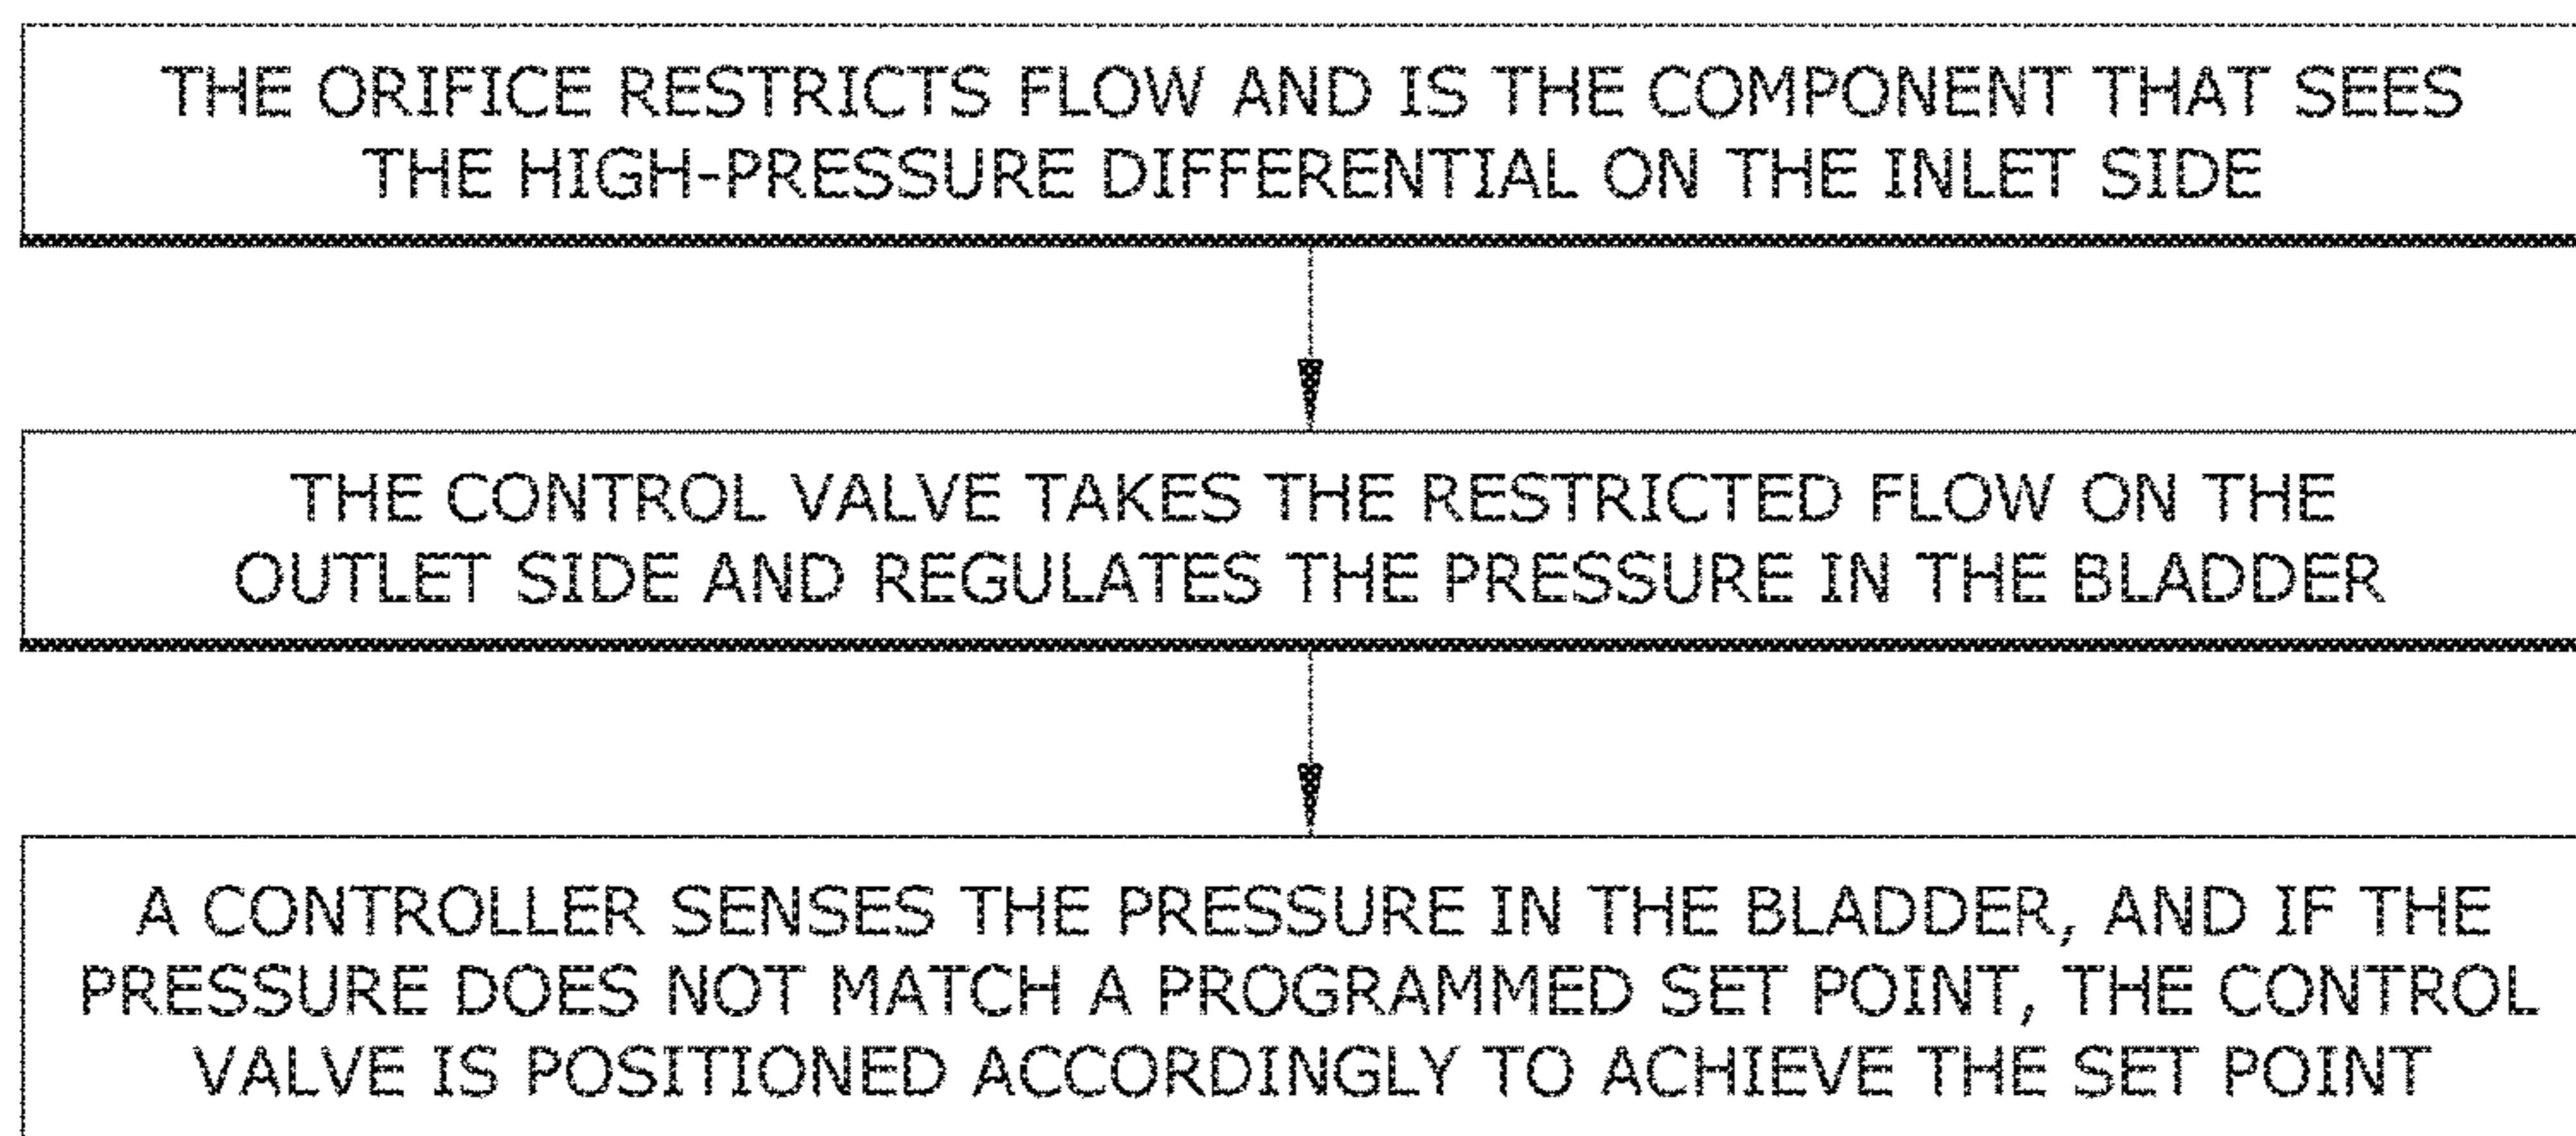 THE ORIFICE RESTRICTS FLOW AND IS THE COMPONENT THAT SEES
THE HIGH-PRESSURE DIFFERENTIAL ON THE INLET SIDE
THE CONTROL VALVE TAKES THE RESTRICTED FLOW ON THE
OUTLET SIDE AND REGULATES THE PRESSURE IN THE BLADDER
A CONTROLLER SENSES THE PRESSURE IN THE BLADDER, AND IF THE
PRESSURE DOES NOT MATCH A PROGRAMMED SET POINT, THE CONTROL
VALVE IS POSITIONED ACCORDINGLY TO ACHIEVE THE SET POINT